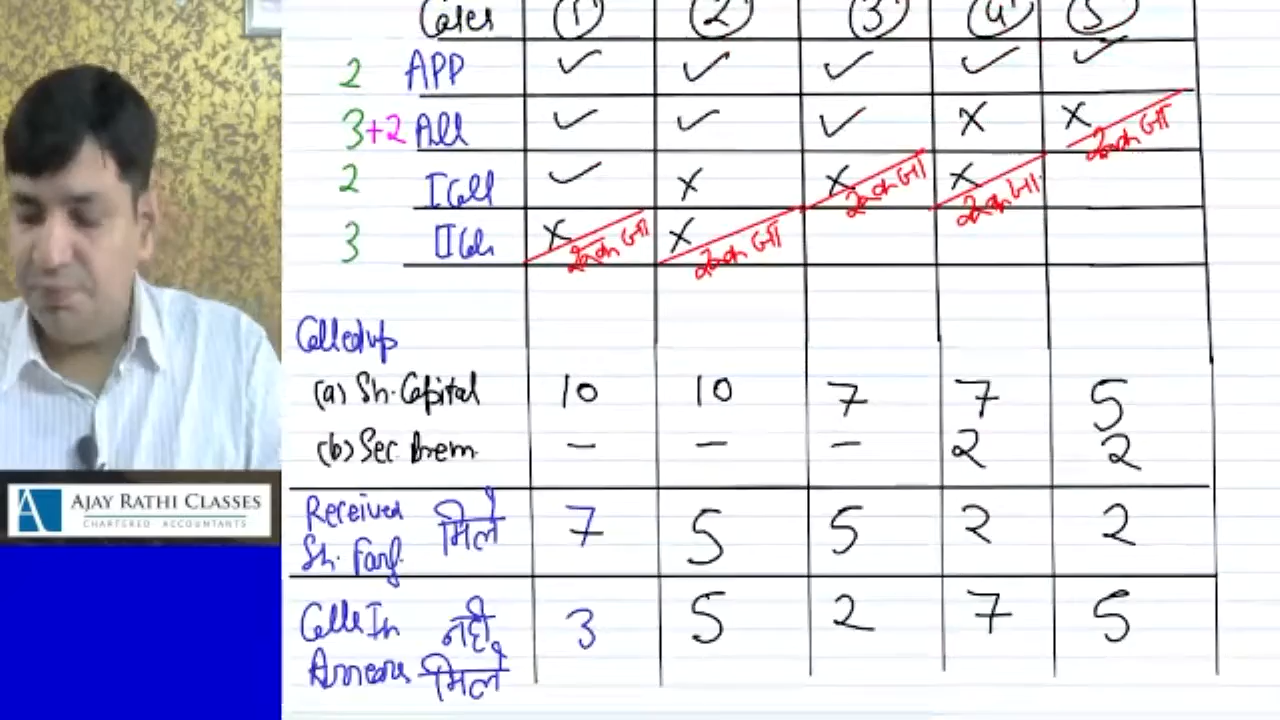 Cases ① ② ③ ④ ⑤
2 APP ✓ ✓ ✓ ✓ ✓
3+2 All ✓ ✓ ✓ x x
2 I Call ✓ x x x
3 II Call x x
Called up
(a) Sh. Capital 10 10 7 7 5
(b) Sec Prem. – – – 2 2
Received मिले 7 5 5 2 2
Sh. Forf.
Calls In नही 3 5 2 7 5
Arrears मिले
AJAY RATHI CLASSES
CHARTERED ACCOUNTANTS